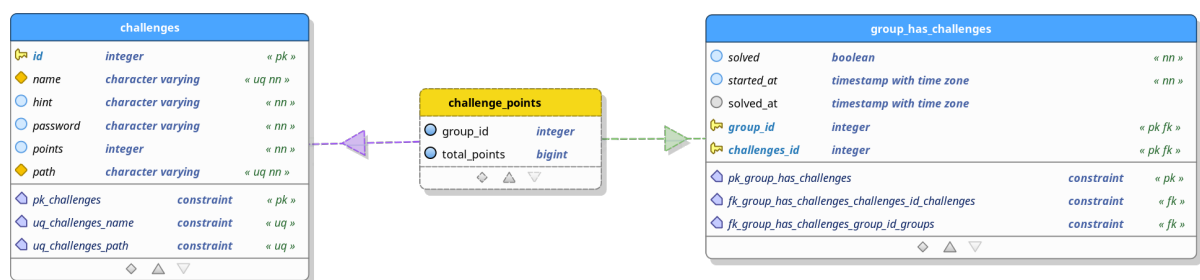 challenges
id integer « pk »
name character varying « uq nn »
hint character varying « nn »
password character varying « nn »
points integer « nn »
path character varying « uq nn »
pk_challenges constraint « pk »
uq_challenges_name constraint « uq »
uq_challenges_path constraint « uq »
challenge_points
group_id integer
total_points bigint
group_has_challenges
solved boolean « nn »
started_at timestamp with time zone « nn »
solved_at timestamp with time zone
group_id integer « pk fk »
challenges_id integer « pk fk »
pk_group_has_challenges constraint « pk »
fk_group_has_challenges_challenges_id_challenges constraint « fk »
fk_group_has_challenges_group_id_groups constraint « fk »